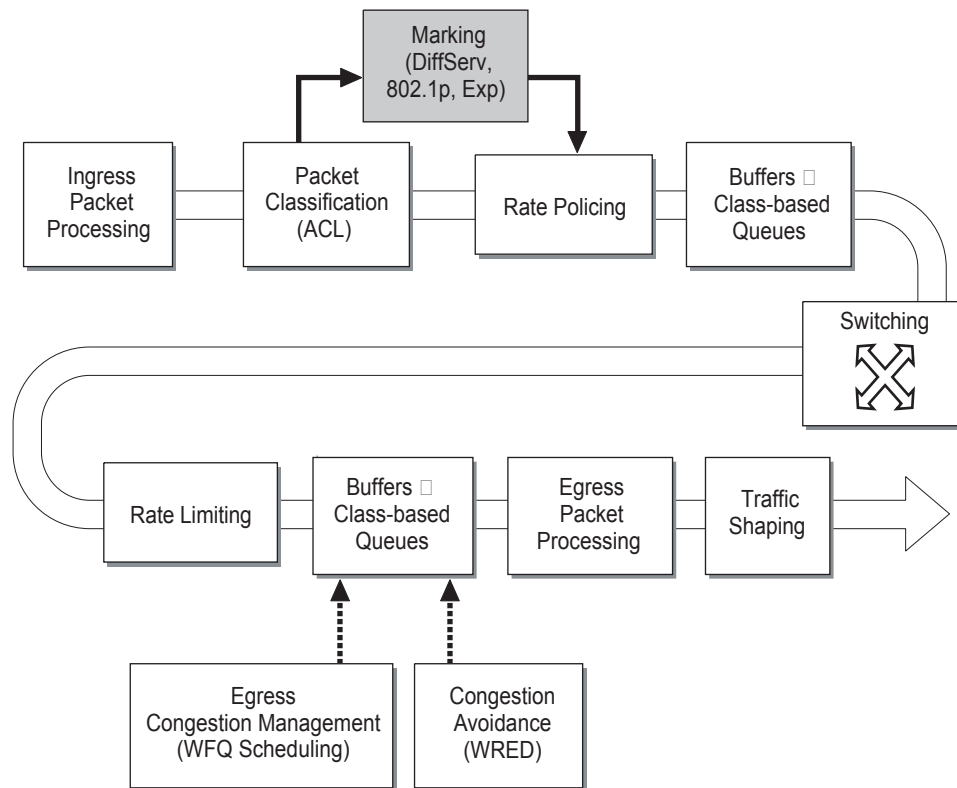 Marking
(DiffServ,
802.1p, Exp)
Ingress
Packet
Processing
Packet
Classification
(ACL)
Rate Policing
Buffers □
Class-based
Queues
Switching
Rate Limiting
Buffers □
Class-based
Queues
Egress
Packet
Processing
Traffic
Shaping
Egress
Congestion Management
(WFQ Scheduling)
Congestion
Avoidance
(WRED)